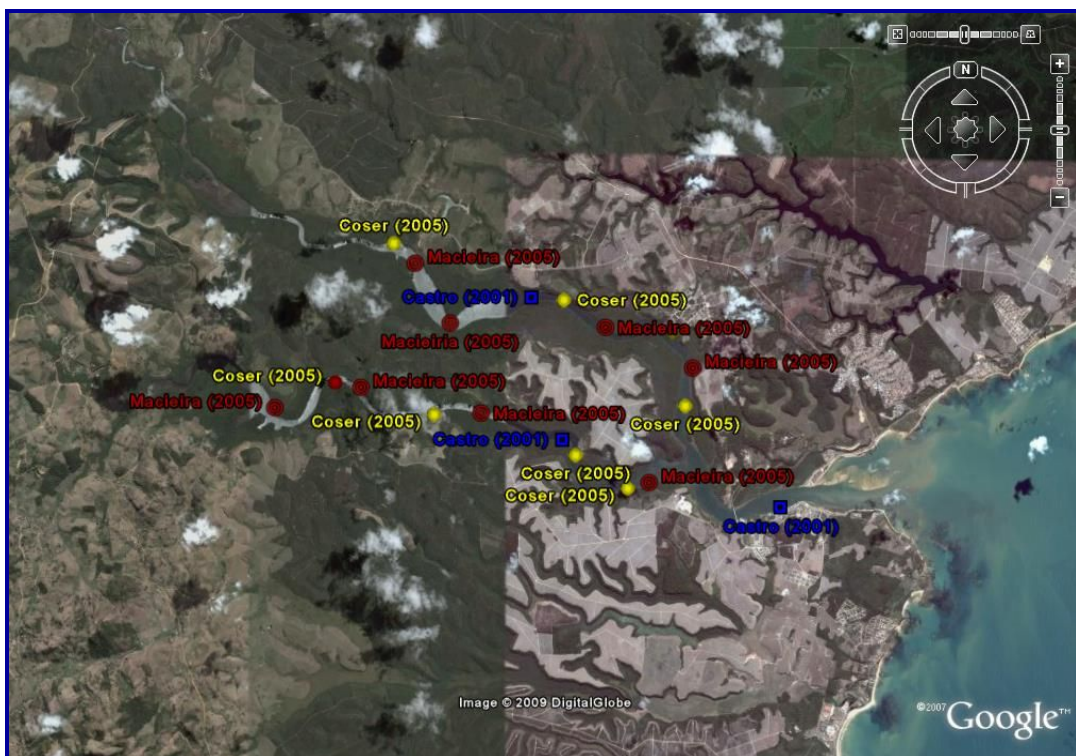 N
Coser (2005)
Macieira (2005)
Castro (2001)
Coser (2005)
Macieiria (2005)
Macieira (2005)
Macieira (2005)
Coser (2005)
Macieira (2005)
Macieira (2005)
Coser (2005)
Macieira (2005)
Coser (2005)
Castro (2001)
Coser (2005)
Macieira (2005)
Coser (2005)
Castro (2001)
Image © 2009 DigitalGlobe
©2007 Google™